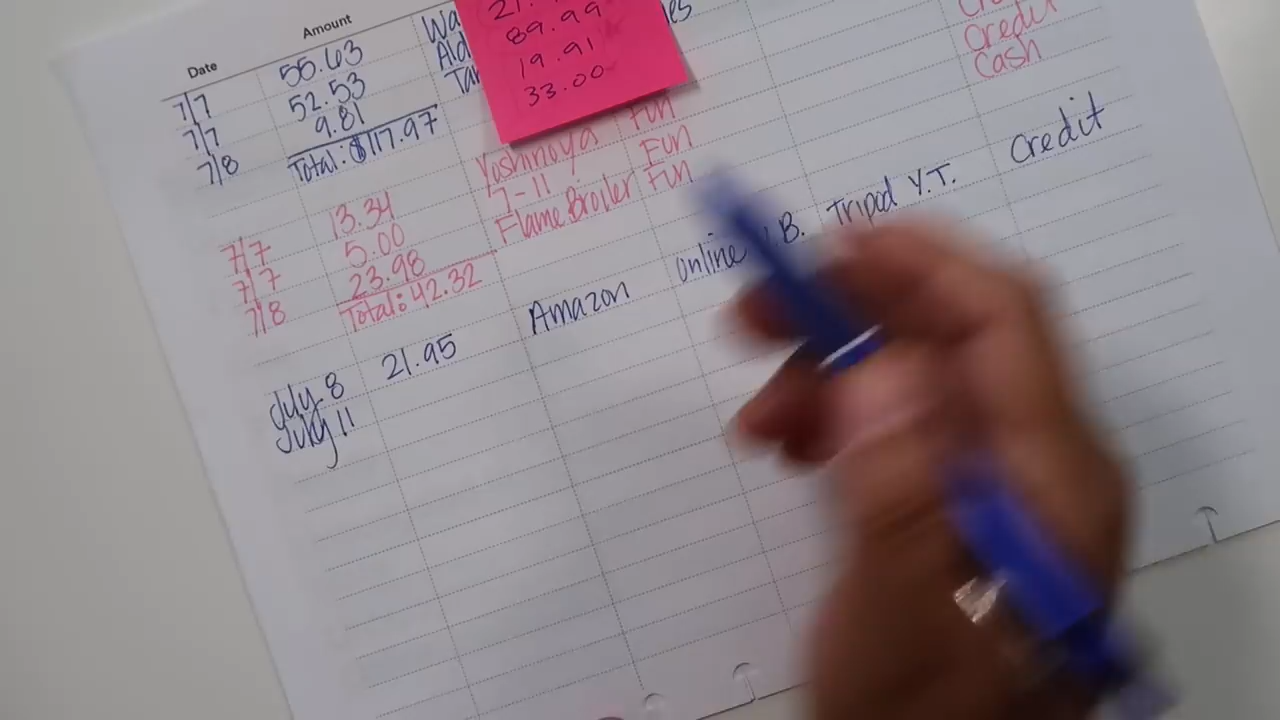 Date Amount
7/7 55.63 Wa
7/7 52.53 Ald
7/8 9.81 Tar
Total: $117.97
89.99
19.91
33.00
Credit
Cash
7/7 13.34 Yoshinoya Fun
7/7 5.00 7-11 Fun
7/8 23.98 Flame Broiler Fun
Total: 42.32
July 8 21.95 Amazon online B. Tripod Y.T. Credit
July 11